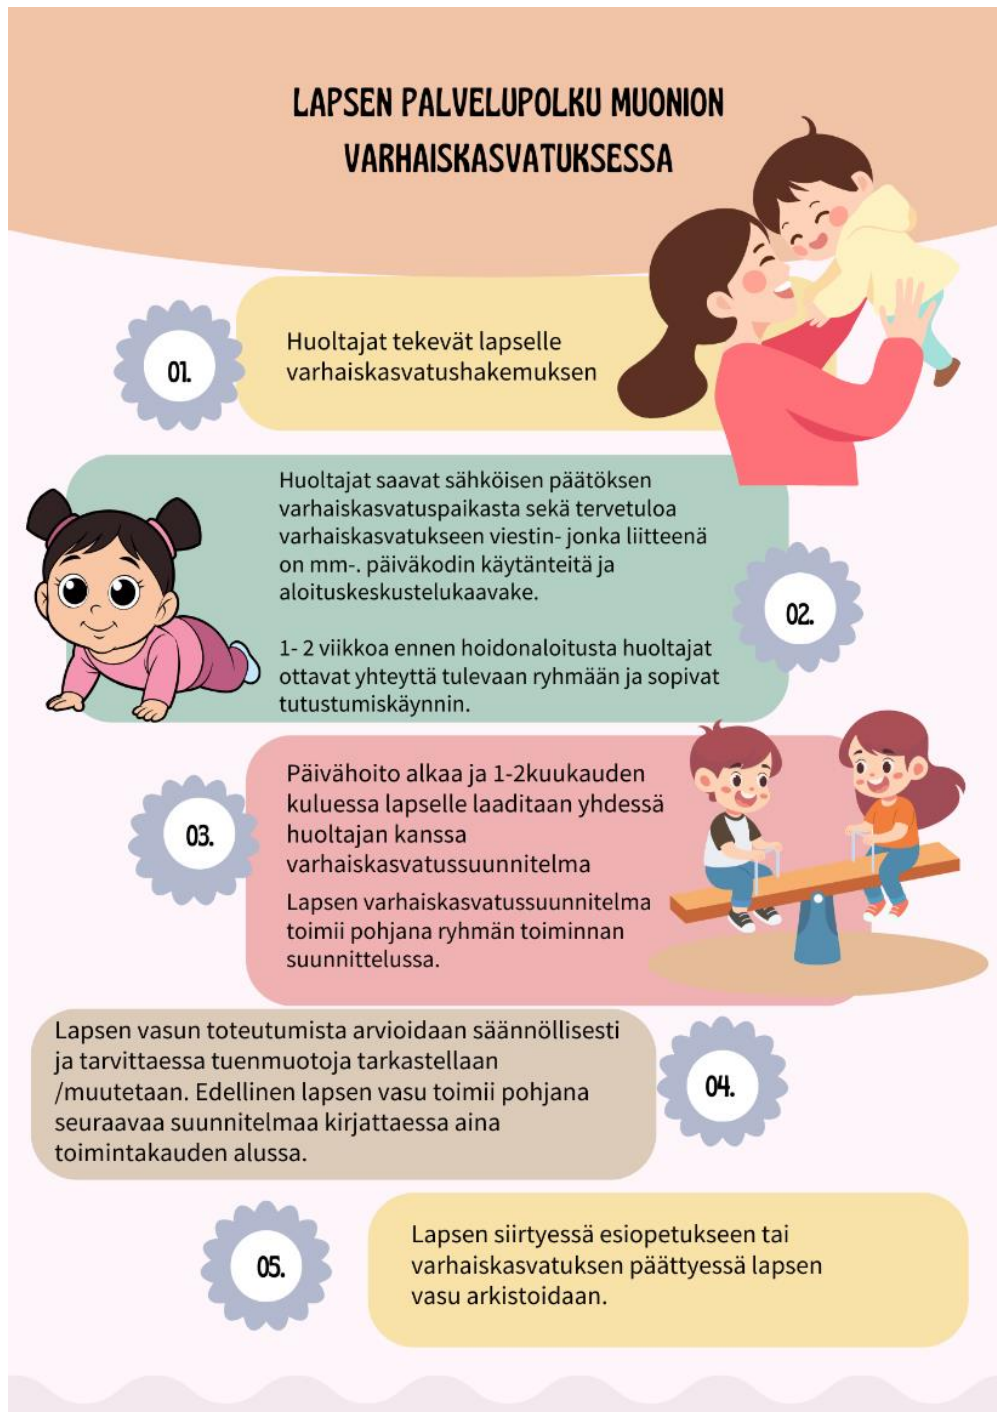 LAPSEN PALVELUPOLKU MUONION
VARHAISKASVATUKSESSA
01.
Huoltajat tekevät lapselle
varhaiskasvatushakemuksen
Huoltajat saavat sähköisen päätöksen
varhaiskasvatuspaikasta sekä tervetuloa
varhaiskasvatukseen viestin- jonka liitteenä
on mm-. päiväkodin käytänteitä ja
aloituskeskustelukaavake.
1- 2 viikkoa ennen hoidonaloitusta huoltajat
ottavat yhteyttä tulevaan ryhmään ja sopivat
tutustumiskäynnin.
02.
03.
Päivähoito alkaa ja 1-2kuukauden
kuluessa lapselle laaditaan yhdessä
huoltajan kanssa
varhaiskasvatussuunnitelma
Lapsen varhaiskasvatussuunnitelma
toimii pohjana ryhmän toiminnan
suunnittelussa.
Lapsen vasun toteutumista arvioidaan säännöllisesti
ja tarvittaessa tuenmuotoja tarkastellaan
/muutetaan. Edellinen lapsen vasu toimii pohjana
seuraavaa suunnitelmaa kirjattaessa aina
toimintakauden alussa.
04.
05.
Lapsen siirtyessä esiopetukseen tai
varhaiskasvatuksen päättyessä lapsen
vasu arkistoidaan.